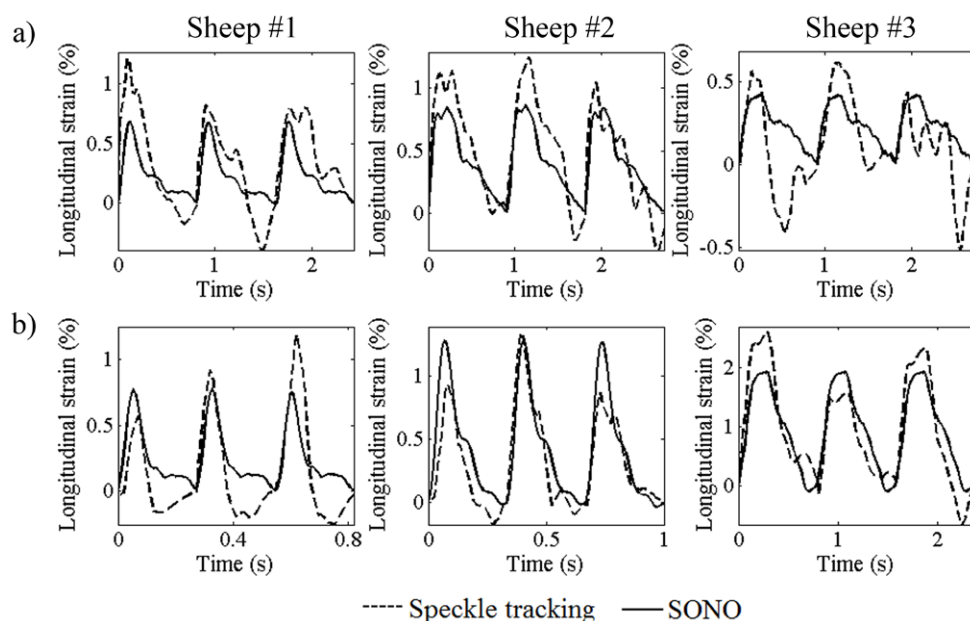 Sheep #1 Sheep #2 Sheep #3
a)
Longitudinal strain (%)
1
0.5
0
0 1 2
Time (s)
Longitudinal strain (%)
1
0.5
0
0 1 2
Time (s)
Longitudinal strain (%)
0.5
0
-0.5
0 1 2
Time (s)
b)
Longitudinal strain (%)
1
0.5
0
0 0.4 0.8
Time (s)
Longitudinal strain (%)
1
0.5
0
0 0.5 1
Time (s)
Longitudinal strain (%)
2
1
0
0 1 2
Time (s)
Speckle tracking SONO